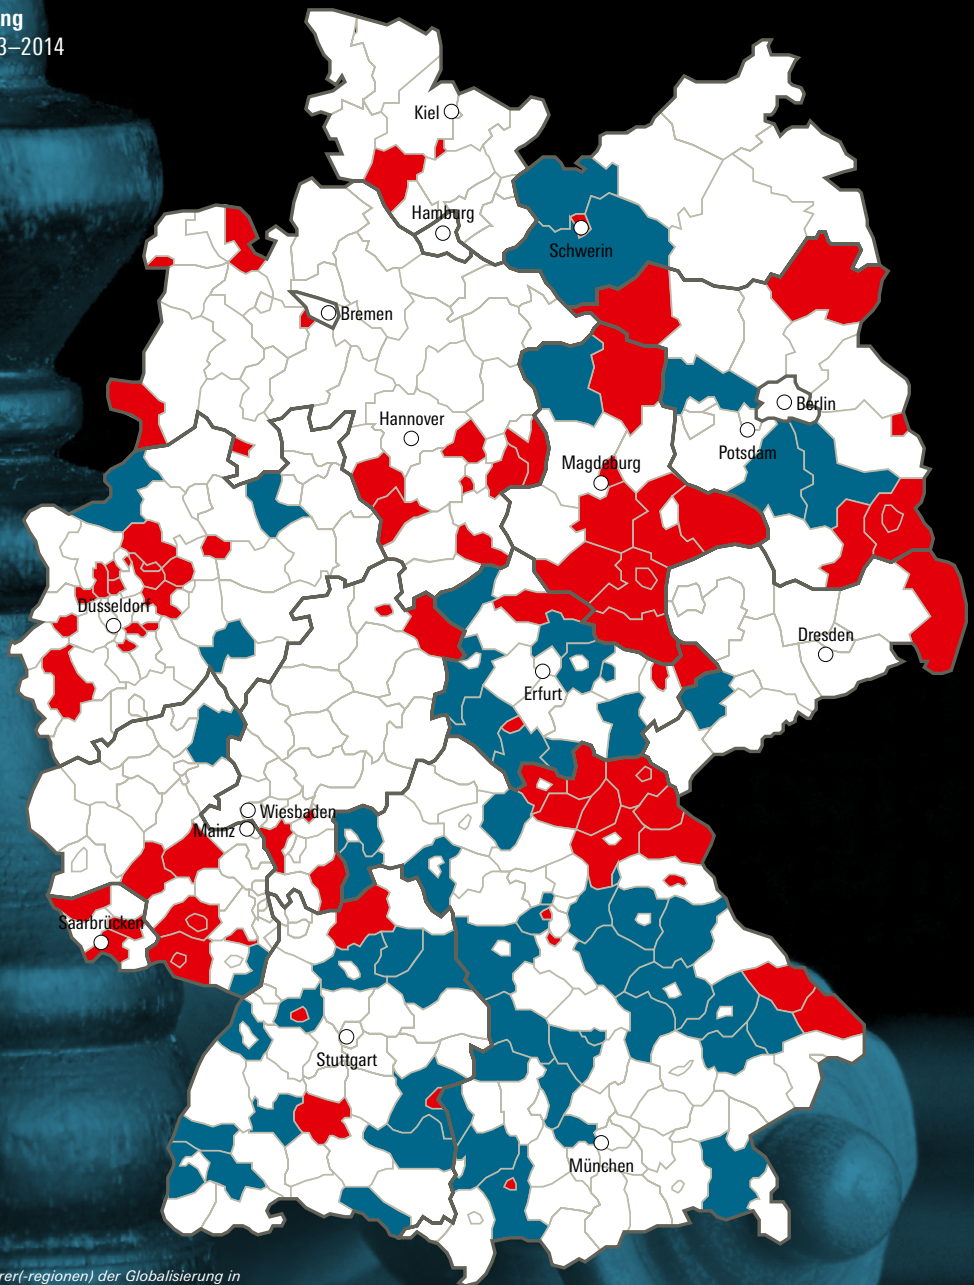 ng
3–2014
Kiel
Hamburg
Schwerin
Bremen
Hannover
Berlin
Potsdam
Magdeburg
Düsseldorf
Dresden
Erfurt
Wiesbaden
Mainz
Saarbrücken
Stuttgart
München
rer(-regionen) der Globalisierung in